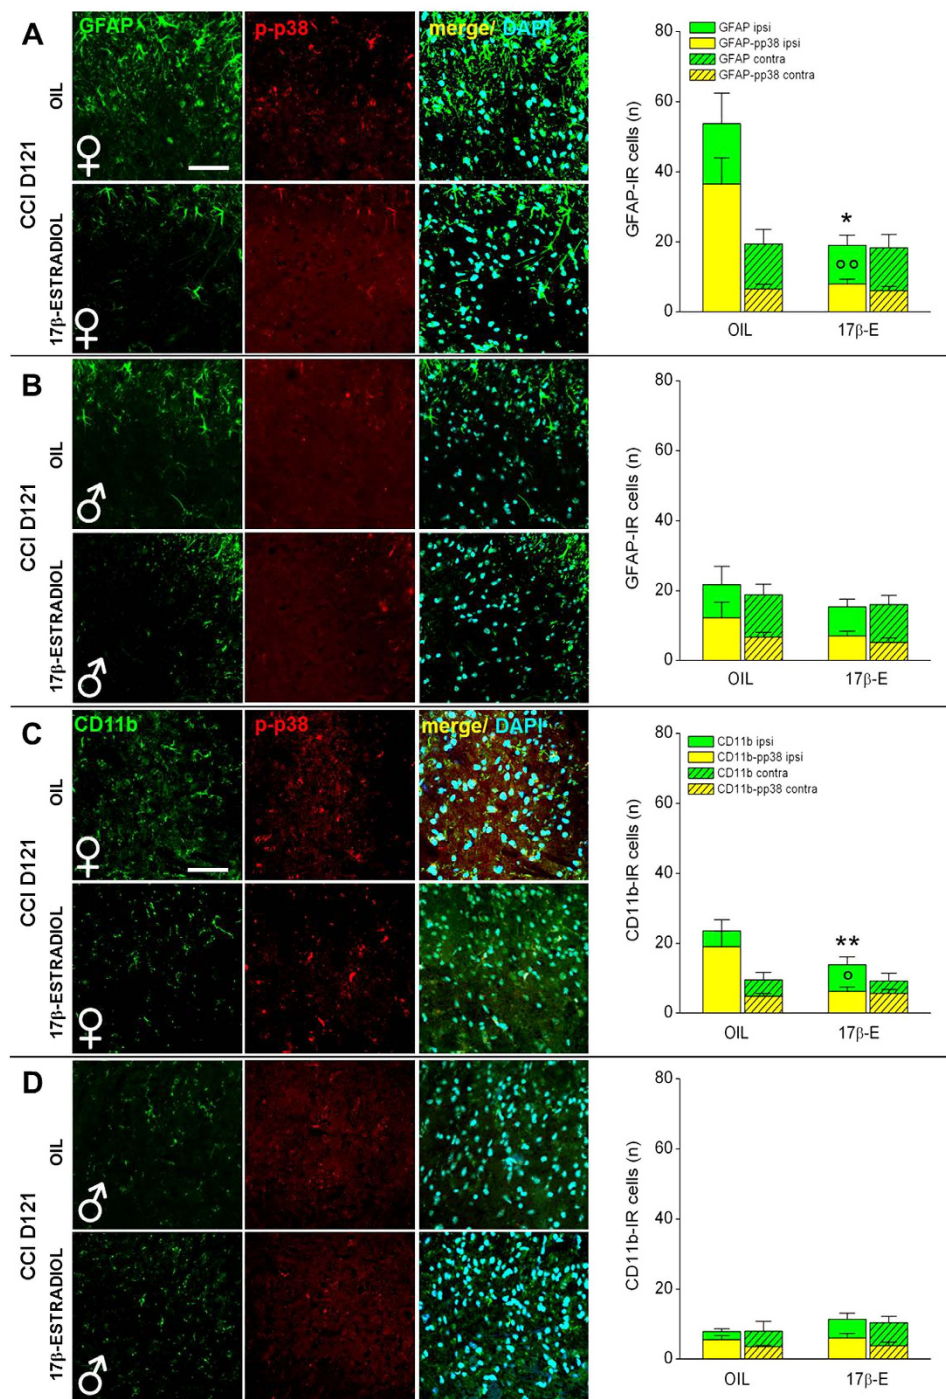 A
GFAP
p-p38
merge/ DAPI
CCI D121
OIL
♀
17β-ESTRADIOL
♀
GFAP-IR cells (n)
80
60
40
20
0
GFAP ipsi
GFAP-pp38 ipsi
GFAP contra
GFAP-pp38 contra
*
°°
OIL
17β-E
B
CCI D121
OIL
♂
17β-ESTRADIOL
♂
GFAP-IR cells (n)
80
60
40
20
0
OIL
17β-E
C
CD11b
p-p38
merge/ DAPI
CCI D121
OIL
♀
17β-ESTRADIOL
♀
CD11b-IR cells (n)
80
60
40
20
0
CD11b ipsi
CD11b-pp38 ipsi
CD11b contra
CD11b-pp38 contra
**
°
OIL
17β-E
D
CCI D121
OIL
♂
17β-ESTRADIOL
♂
CD11b-IR cells (n)
80
60
40
20
0
OIL
17β-E